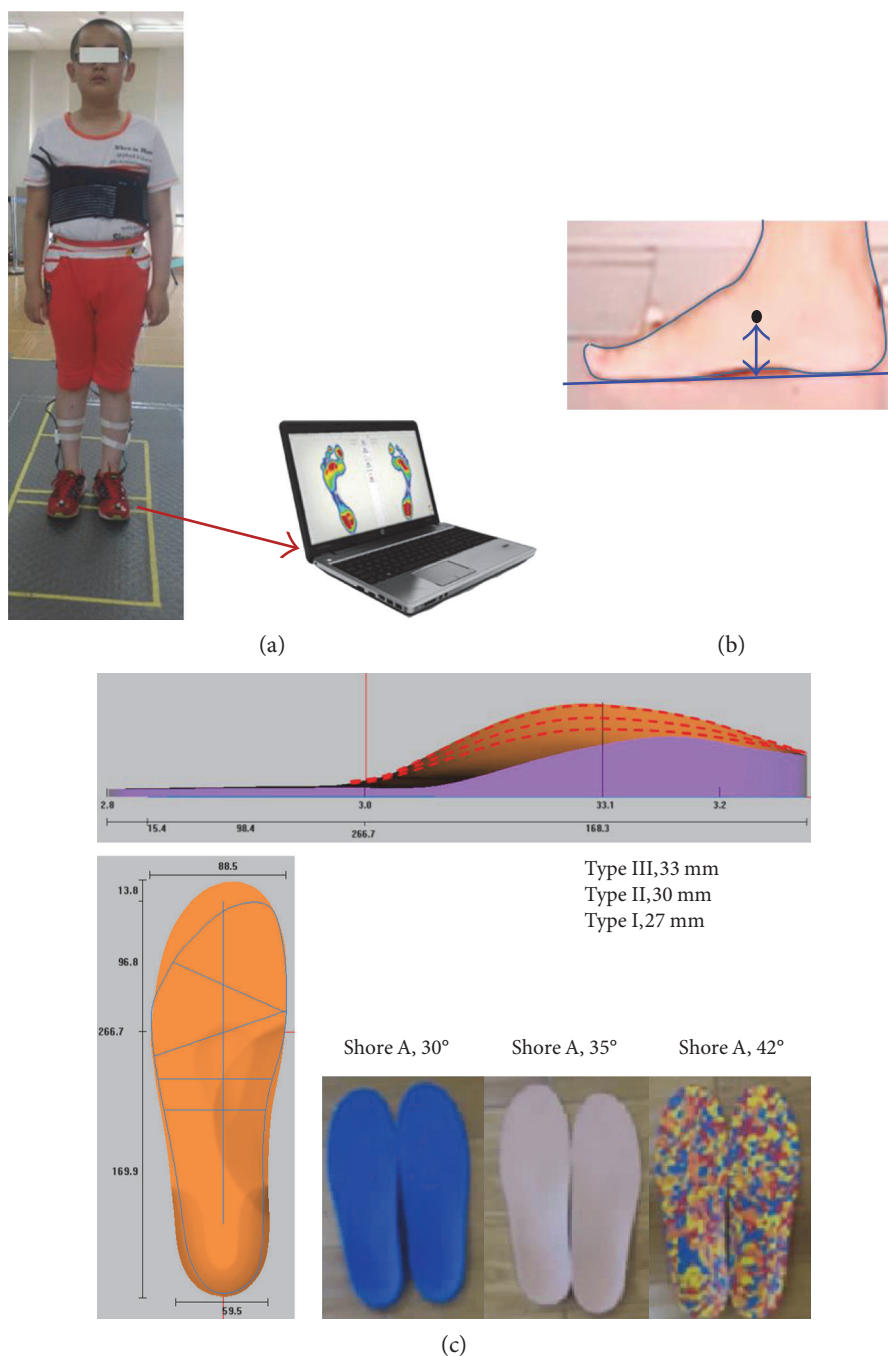 When in
(a)
(b)
2.8
3.0
33.1
3.2
15.4
98.4
266.7
168.3
Type III,33 mm
Type II,30 mm
Type I,27 mm
88.5
13.8
96.8
266.7
169.9
59.5
Shore A, 30°
Shore A, 35°
Shore A, 42°
(c)